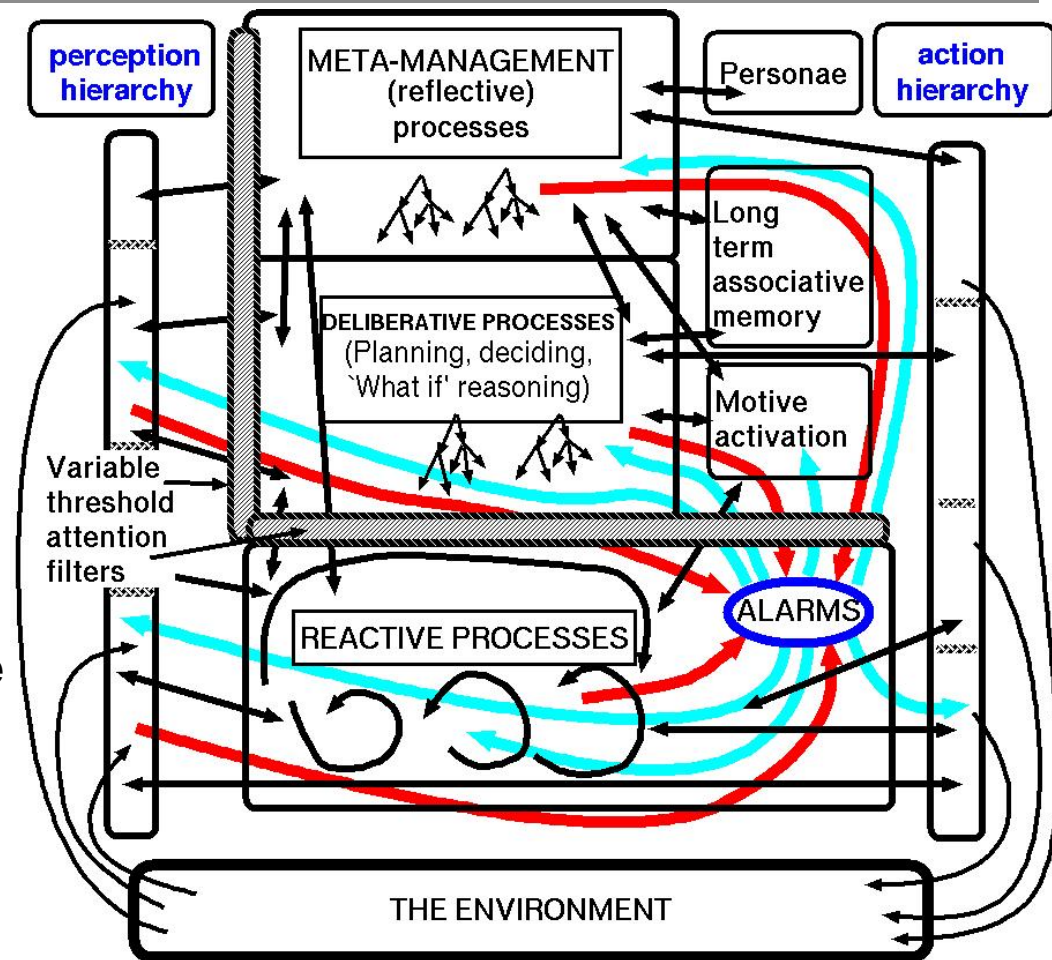 perception
hierarchy
META-MANAGEMENT
(reflective)
processes
Personae
action
hierarchy
Long
term
associative
memory
DELIBERATIVE PROCESSES
(Planning, deciding,
`What if' reasoning)
Motive
activation
Variable
threshold
attention
filters
ALARMS
REACTIVE PROCESSES
THE ENVIRONMENT